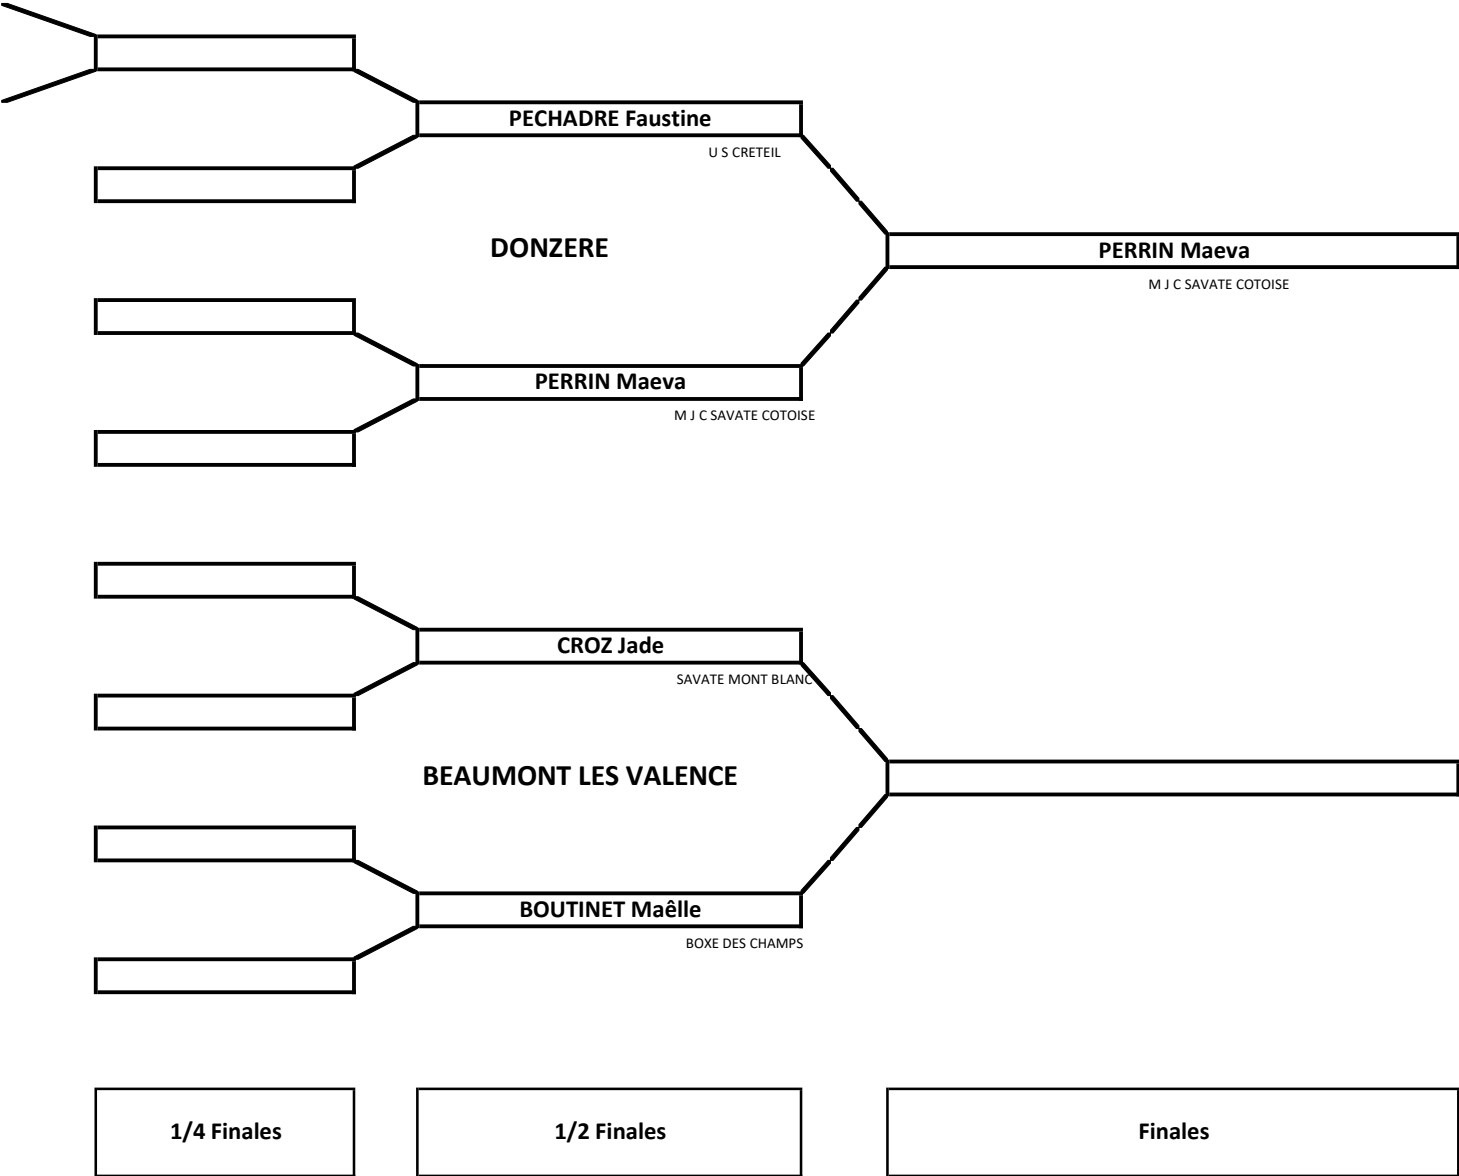 PECHADRE Faustine
U S CRETEIL
DONZERE
PERRIN Maeva
M J C SAVATE COTOISE
PERRIN Maeva
M J C SAVATE COTOISE
CROZ Jade
SAVATE MONT BLANC
BEAUMONT LES VALENCE
BOUTINET Maêlle
BOXE DES CHAMPS
1/4 Finales
1/2 Finales
Finales